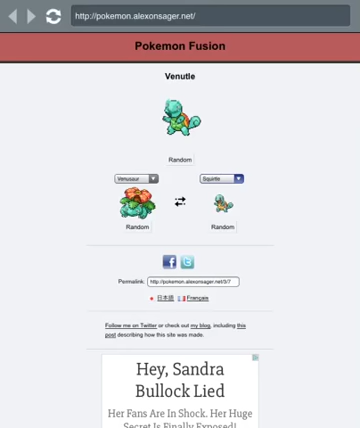 http://pokemon.alexonsager.net/
Pokemon Fusion
Venutle
Random
Venusaur
Squirtle
Random
Random
Permalink: http://pokemon.alexonsager.net/3/7
日本語 Français
Follow me on Twitter or check out my blog, including this
post describing how this site was made.
Hey, Sandra
Bullock Lied
Her Fans Are In Shock. Her Huge
Secret Is Finally Exposed!